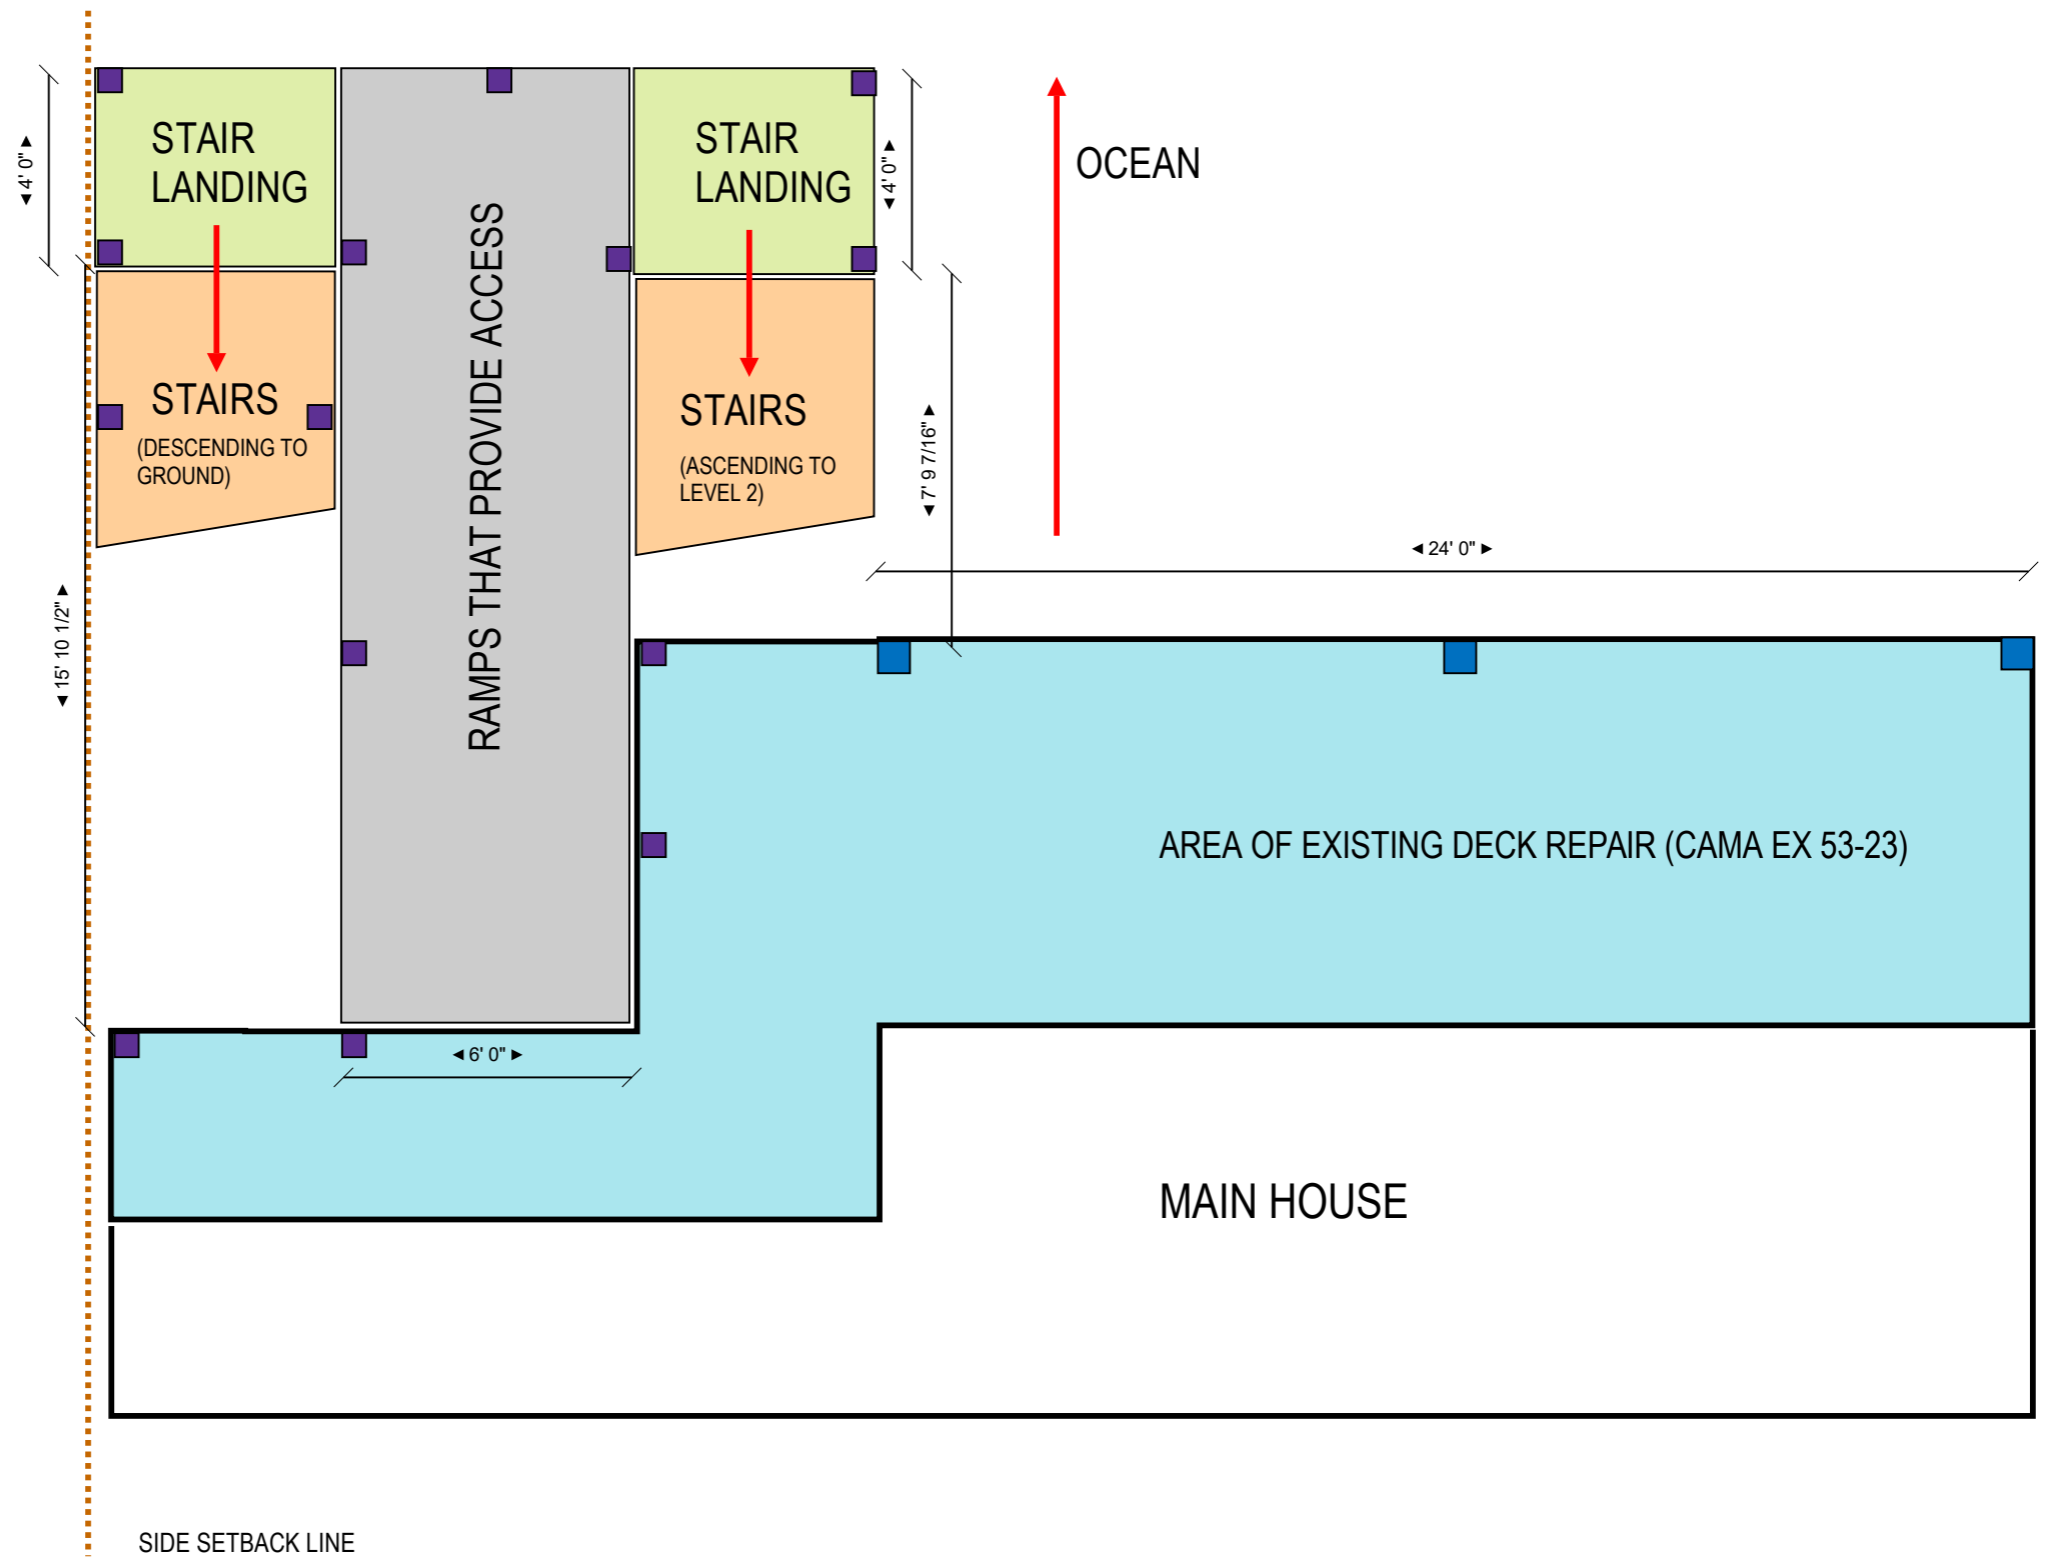 STAIR
LANDING
STAIR
LANDING
OCEAN
◄4' 0"►
◄4' 0"►
RAMPS THAT PROVIDE ACCESS
STAIRS
(DESCENDING TO
GROUND)
STAIRS
(ASCENDING TO
LEVEL 2)
◄7' 9 7/16"►
◄ 24' 0" ►
◄15' 10 1/2"►
AREA OF EXISTING DECK REPAIR (CAMA EX 53-23)
◄ 6' 0" ►
MAIN HOUSE
SIDE SETBACK LINE